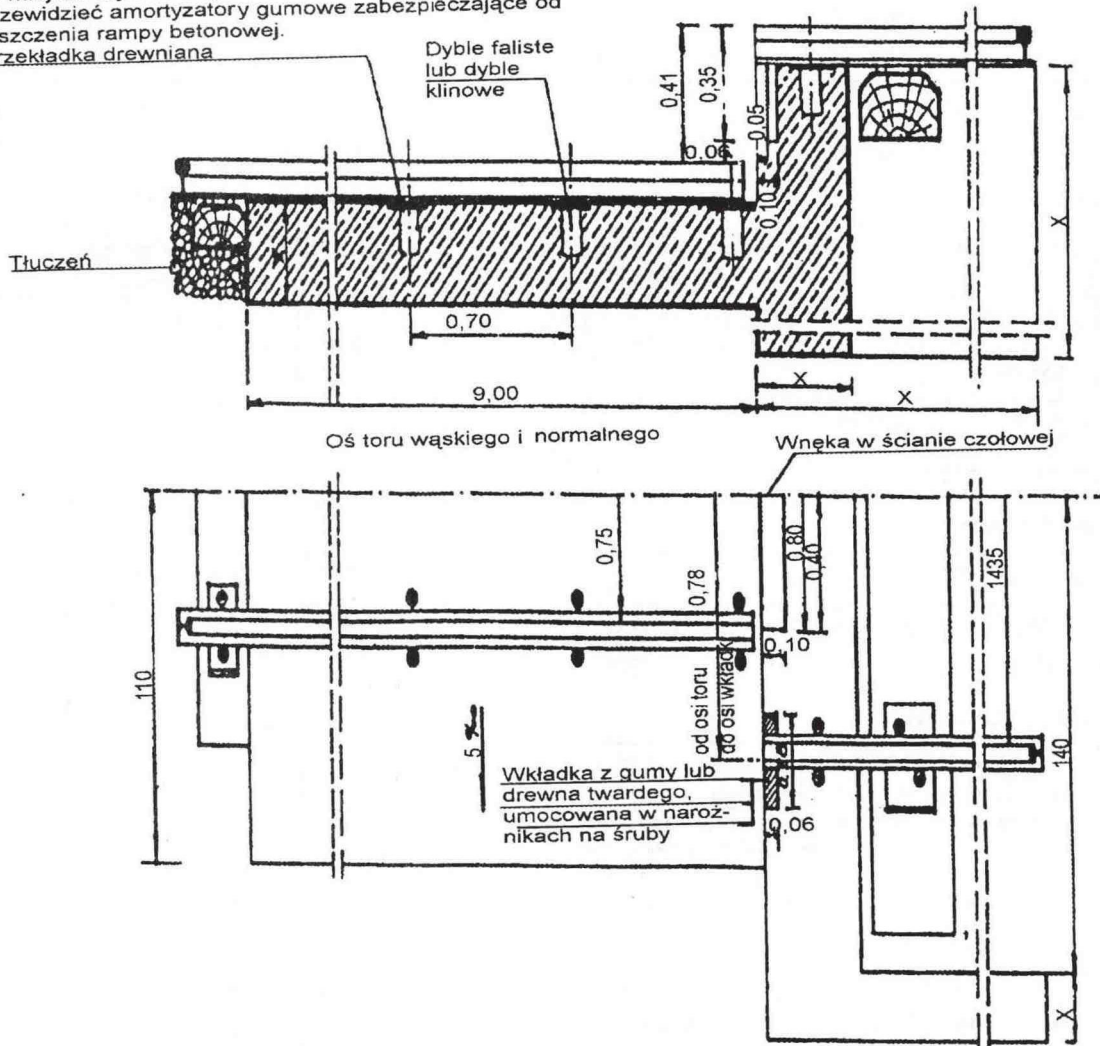 zewidzieć amortyzatory gumowe zabezpieczające od
szczenia rampy betonowej.
rzekładka drewniana
Dyble faliste
lub dyble
klinowe
0,41
0,35
0,05
0,06
0,10
X
Tłuczeń
X
0,70
9,00
X
X
Oś toru wąskiego i normalnego
Wnęka w ścianie czołowej
0,75
0,78
0,80
0,40
1435
110
0,10
od osi toru
do osi wkładk
140
5
Wkładka z gumy lub
drewna twardego,
umocowana w naroż-
nikach na śruby
0,06
X